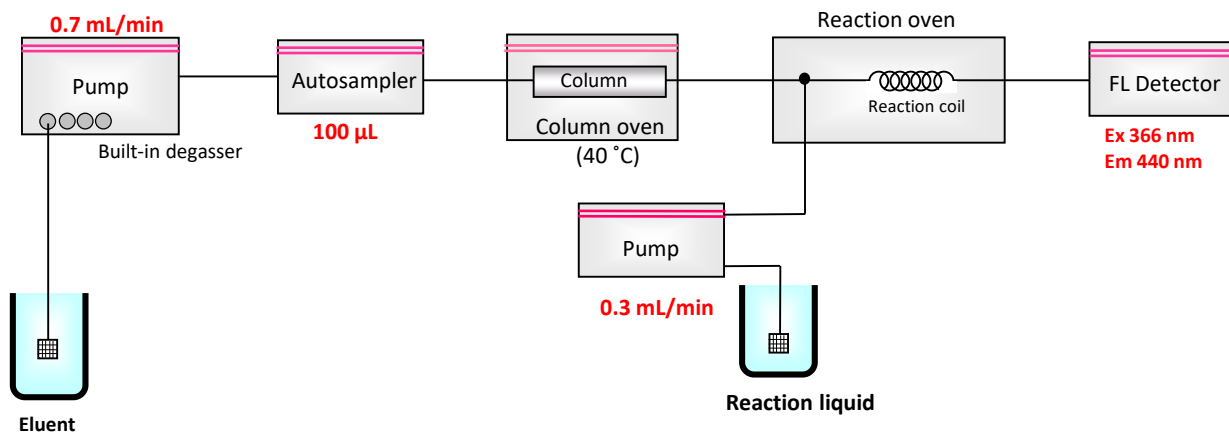 0.7 mL/min
Pump
Built-in degasser
Eluent
Autosampler
100 µL
Column
Column oven
(40 ˚C)
Reaction oven
Reaction coil
Pump
0.3 mL/min
Reaction liquid
FL Detector
Ex 366 nm
Em 440 nm